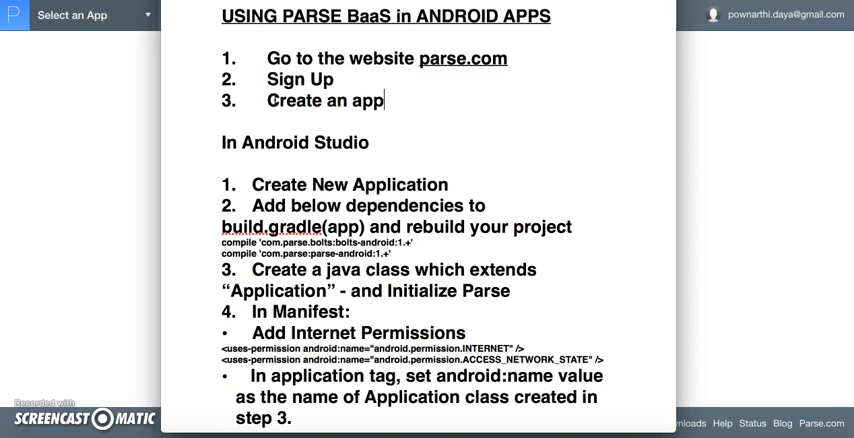 Select an App
pownarthi.daya@gmail.com
USING PARSE BaaS in ANDROID APPS
1. Go to the website parse.com
2. Sign Up
3. Create an app
In Android Studio
1. Create New Application
2. Add below dependencies to
build.gradle(app) and rebuild your project
compile 'com.parse.bolts:bolts-android:1.+'
compile 'com.parse:parse-android:1.+'
3. Create a java class which extends
“Application” - and Initialize Parse
4. In Manifest:
• Add Internet Permissions
<uses-permission android:name="android.permission.INTERNET" />
<uses-permission android:name="android.permission.ACCESS_NETWORK_STATE" />
• In application tag, set android:name value
as the name of Application class created in
step 3.
Recorded with
SCREENCAST MATIC
nloads Help Status Blog Parse.com